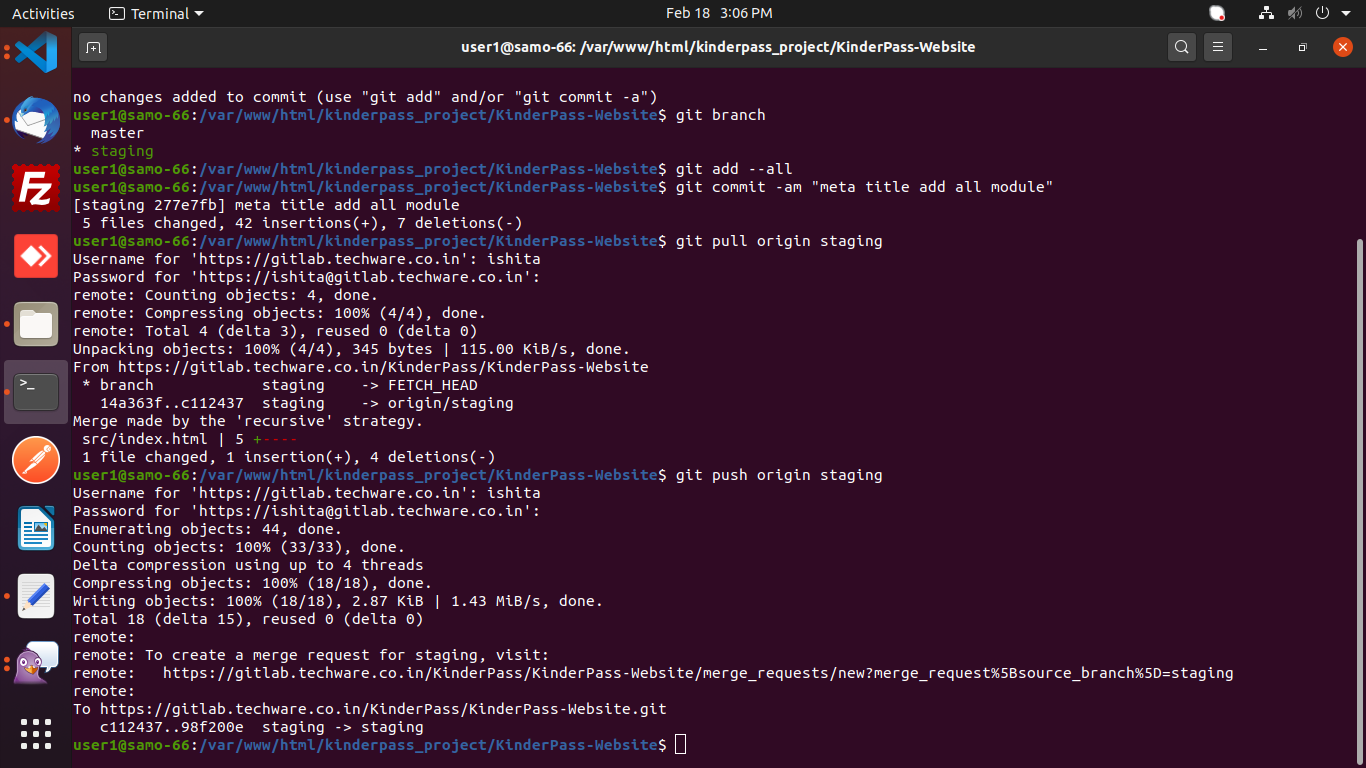 Activities Terminal Feb 18 3:06 PM
user1@samo-66: /var/www/html/kinderpass_project/KinderPass-Website
no changes added to commit (use "git add" and/or "git commit -a")
user1@samo-66:/var/www/html/kinderpass_project/KinderPass-Website$ git branch
  master
* staging
user1@samo-66:/var/www/html/kinderpass_project/KinderPass-Website$ git add --all
user1@samo-66:/var/www/html/kinderpass_project/KinderPass-Website$ git commit -am "meta title add all module"
[staging 277e7fb] meta title add all module
 5 files changed, 42 insertions(+), 7 deletions(-)
user1@samo-66:/var/www/html/kinderpass_project/KinderPass-Website$ git pull origin staging
Username for 'https://gitlab.techware.co.in': ishita
Password for 'https://ishita@gitlab.techware.co.in':
remote: Counting objects: 4, done.
remote: Compressing objects: 100% (4/4), done.
remote: Total 4 (delta 3), reused 0 (delta 0)
Unpacking objects: 100% (4/4), 345 bytes | 115.00 KiB/s, done.
From https://gitlab.techware.co.in/KinderPass/KinderPass-Website
 * branch            staging    -> FETCH_HEAD
   14a363f..c112437  staging    -> origin/staging
Merge made by the 'recursive' strategy.
 src/index.html | 5 +----
 1 file changed, 1 insertion(+), 4 deletions(-)
user1@samo-66:/var/www/html/kinderpass_project/KinderPass-Website$ git push origin staging
Username for 'https://gitlab.techware.co.in': ishita
Password for 'https://ishita@gitlab.techware.co.in':
Enumerating objects: 44, done.
Counting objects: 100% (33/33), done.
Delta compression using up to 4 threads
Compressing objects: 100% (18/18), done.
Writing objects: 100% (18/18), 2.87 KiB | 1.43 MiB/s, done.
Total 18 (delta 15), reused 0 (delta 0)
remote:
remote: To create a merge request for staging, visit:
remote:   https://gitlab.techware.co.in/KinderPass/KinderPass-Website/merge_requests/new?merge_request%5Bsource_branch%5D=staging
remote:
To https://gitlab.techware.co.in/KinderPass/KinderPass-Website.git
   c112437..98f200e  staging -> staging
user1@samo-66:/var/www/html/kinderpass_project/KinderPass-Website$